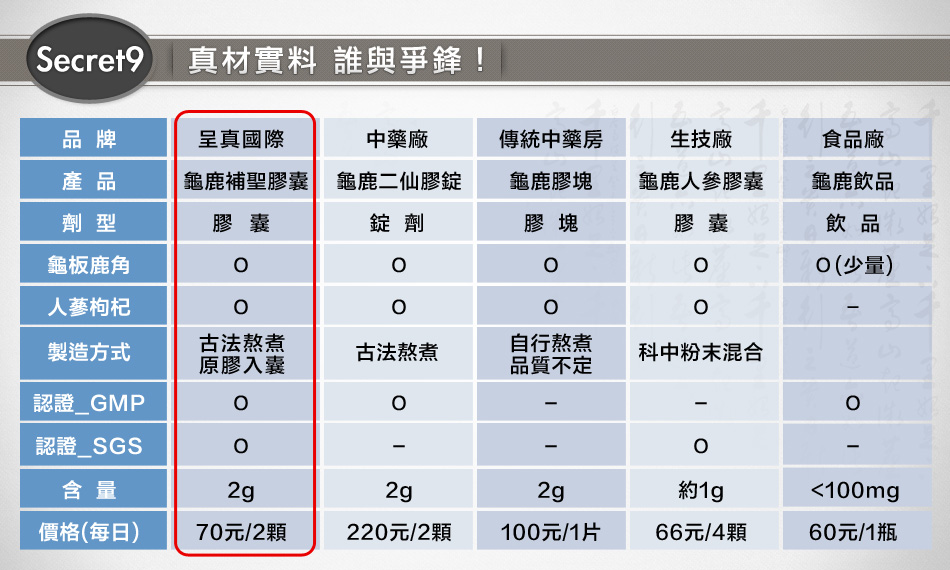 Secret9
真材實料 誰與爭鋒！
品牌 呈真國際 中藥廠 傳統中藥房 生技廠 食品廠
產品 龜鹿補聖膠囊 龜鹿二仙膠錠 龜鹿膠塊 龜鹿人參膠囊 龜鹿飲品
劑型 膠囊 錠劑 膠塊 膠囊 飲品
龜板鹿角 O O O O O(少量)
人蔘枸杞 O O O O –
製造方式 古法熬煮 原膠入囊 古法熬煮 自行熬煮 品質不定 科中粉末混合
認證_GMP O O – – O
認證_SGS O – – O –
含量 2g 2g 2g 約1g <100mg
價格(每日) 70元/2顆 220元/2顆 100元/1片 66元/4顆 60元/1瓶